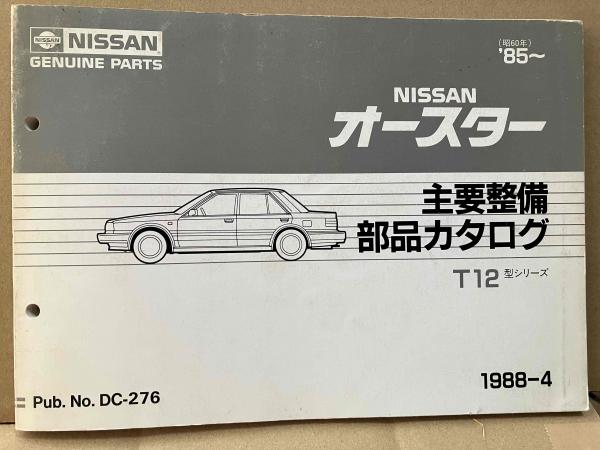 NISSAN
NISSAN
GENUINE PARTS
(昭60年)
'85～
NISSAN
オースター
主要整備
部品カタログ
T12 型シリーズ
1988-4
Pub. No. DC-276